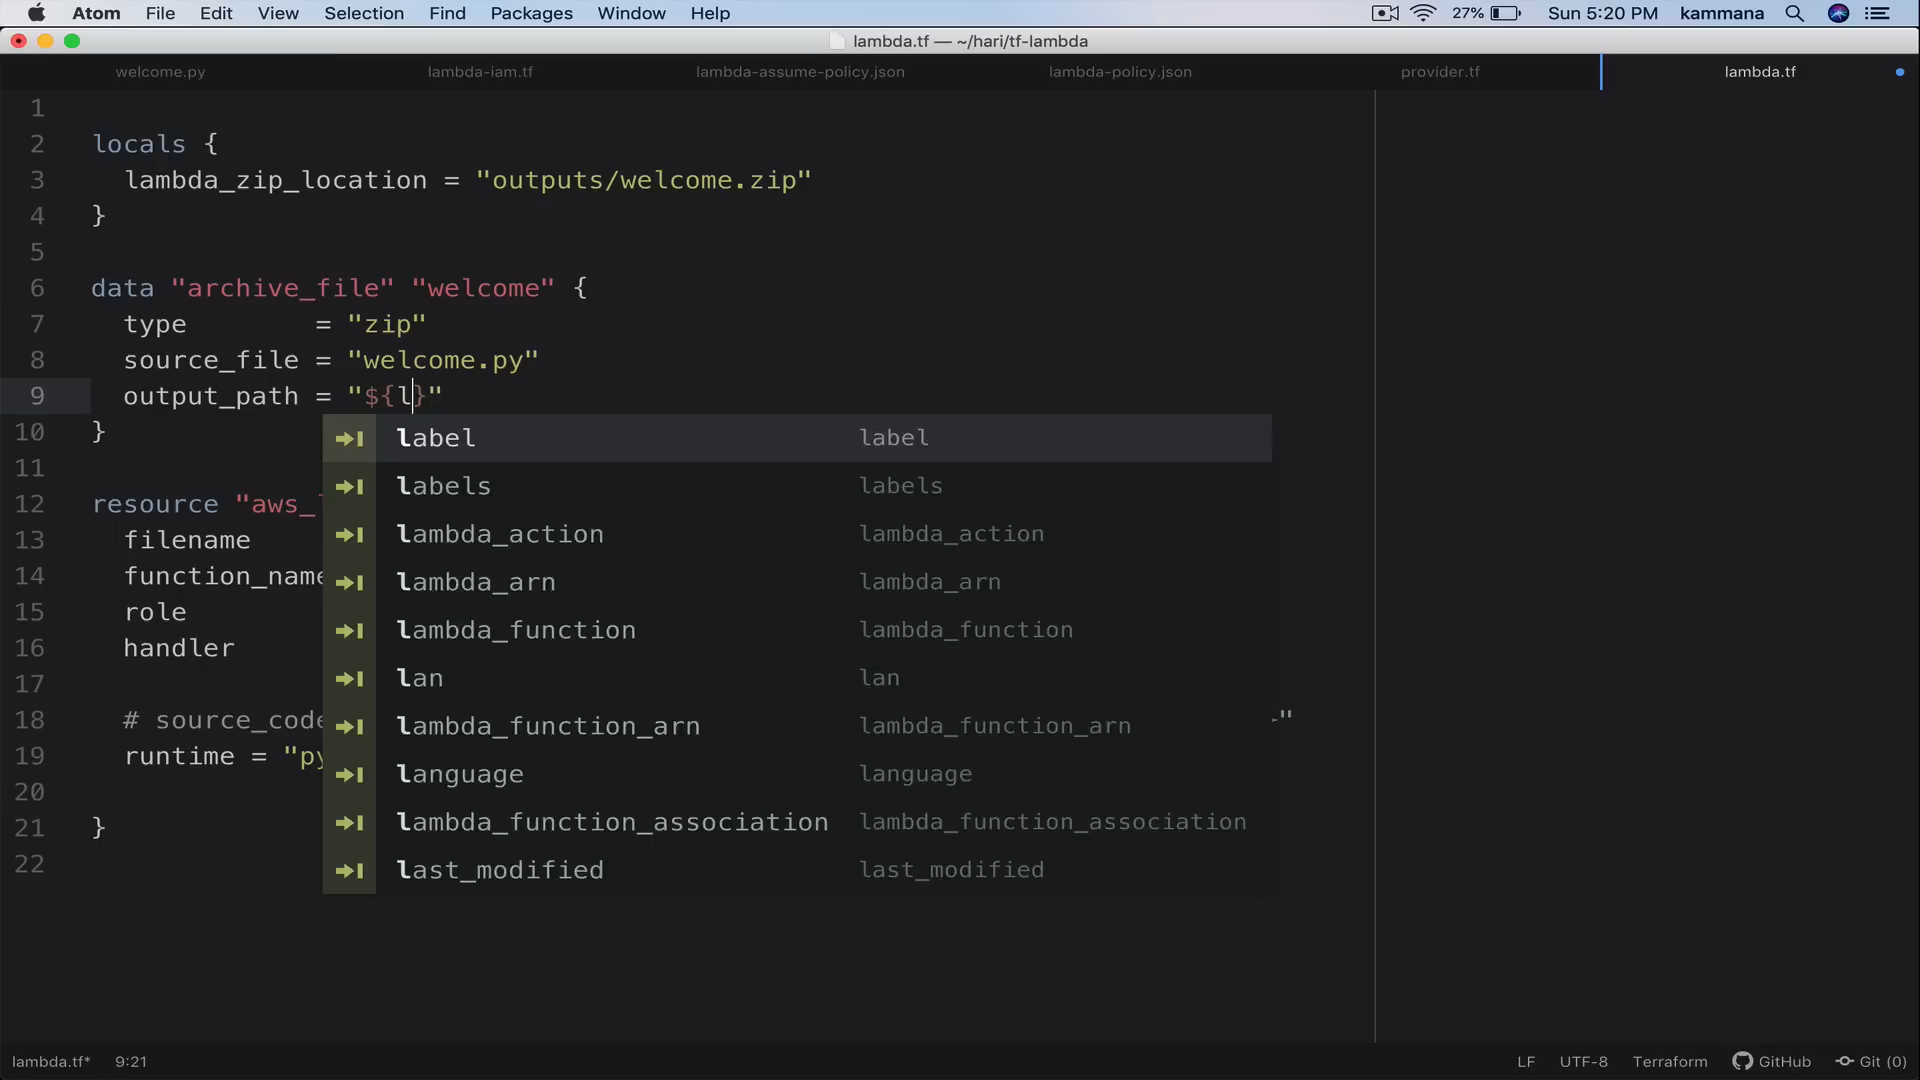 Atom File Edit View Selection Find Packages Window Help 27% Sun 5:20 PM kammana
lambda.tf — ~/hari/tf-lambda
welcome.py lambda-iam.tf lambda-assume-policy.json lambda-policy.json provider.tf lambda.tf
1
2 locals {
3 lambda_zip_location = "outputs/welcome.zip"
4 }
5
6 data "archive_file" "welcome" {
7 type = "zip"
8 source_file = "welcome.py"
9 output_path = "${l}"
10 }
11
12 resource "aws_
13 filename
14 function_name
15 role
16 handler
17
18 # source_code "
19 runtime = "py
20
21 }
22
label label
labels labels
lambda_action lambda_action
lambda_arn lambda_arn
lambda_function lambda_function
lan lan
lambda_function_arn lambda_function_arn
language language
lambda_function_association lambda_function_association
last_modified last_modified
lambda.tf* 9:21 LF UTF-8 Terraform GitHub Git (0)